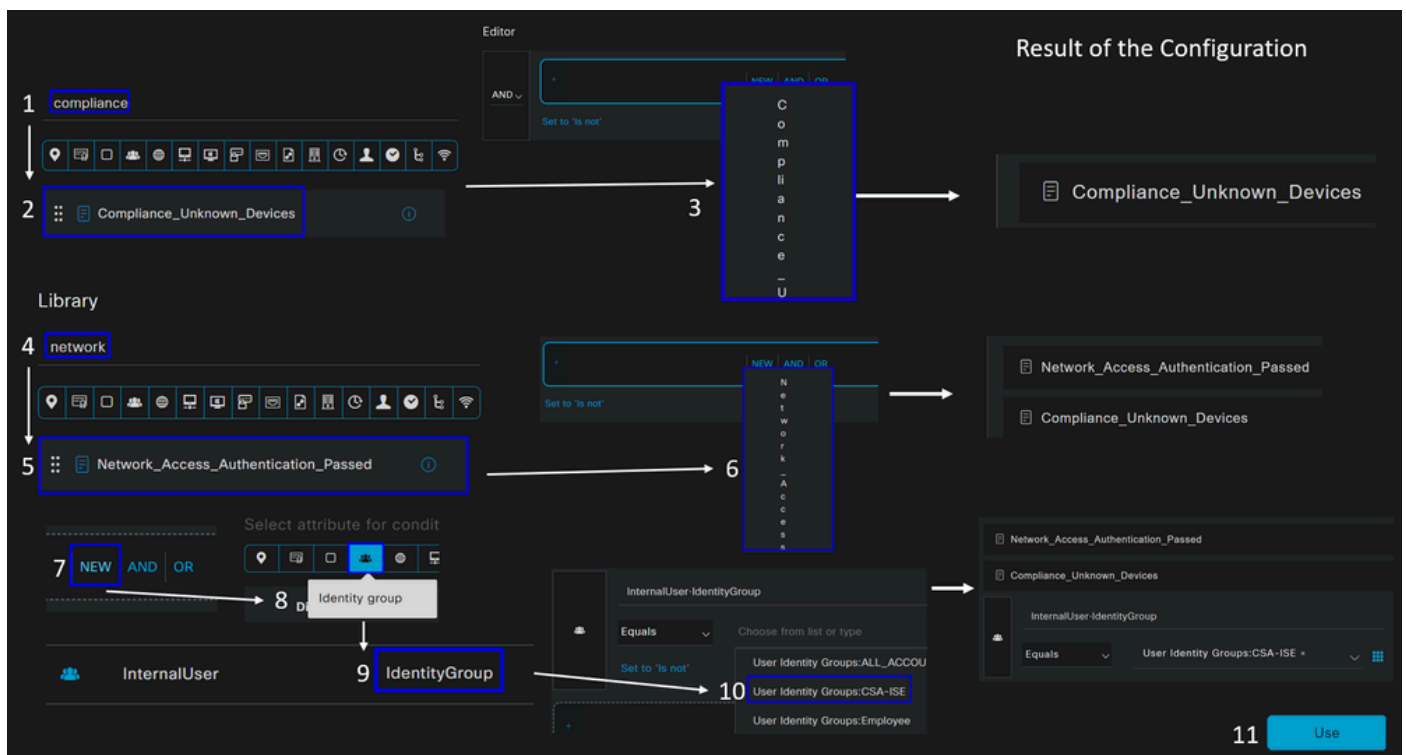 Editor
Result of the Configuration
1 compliance
AND
+
NEW AND OR
Set to 'Is not'
2 Compliance_Unknown_Devices
3
C
o
m
p
li
a
n
c
e
_
U
Compliance_Unknown_Devices
Library
4 network
+
NEW AND OR
Set to 'Is not'
5 Network_Access_Authentication_Passed
6
N
e
t
w
o
r
k
_
A
c
c
e
s
s
Network_Access_Authentication_Passed
Compliance_Unknown_Devices
7 NEW AND OR
Select attribute for condit
8 Di
Identity group
InternalUser 9 IdentityGroup
InternalUser·IdentityGroup
Equals Choose from list or type
Set to 'Is not'
User Identity Groups:ALL_ACCOU
10 User Identity Groups:CSA-ISE
User Identity Groups:Employee
+
Network_Access_Authentication_Passed
Compliance_Unknown_Devices
InternalUser·IdentityGroup
Equals User Identity Groups:CSA-ISE ×
11 Use